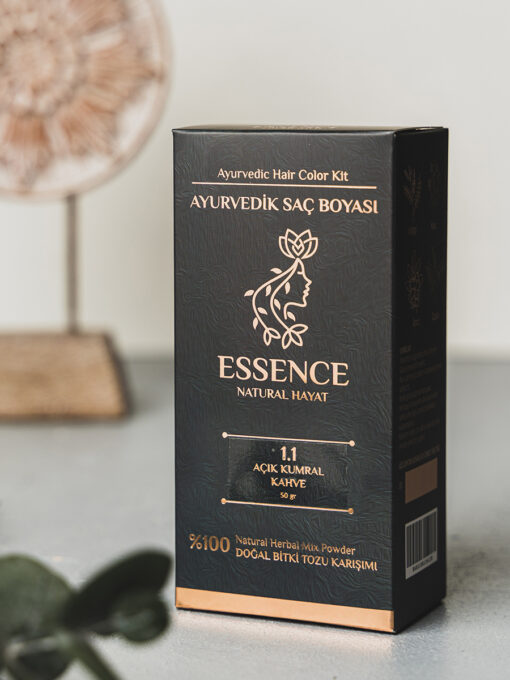 Ayurvedic Hair Color Kit
AYURVEDİK SAÇ BOYASI
ESSENCE
NATURAL HAYAT
1.1
AÇIK KUMRAL
KAHVE
50 gr
%100 Natural Herbal Mix Powder
DOĞAL BİTKİ TOZU KARIŞIMI